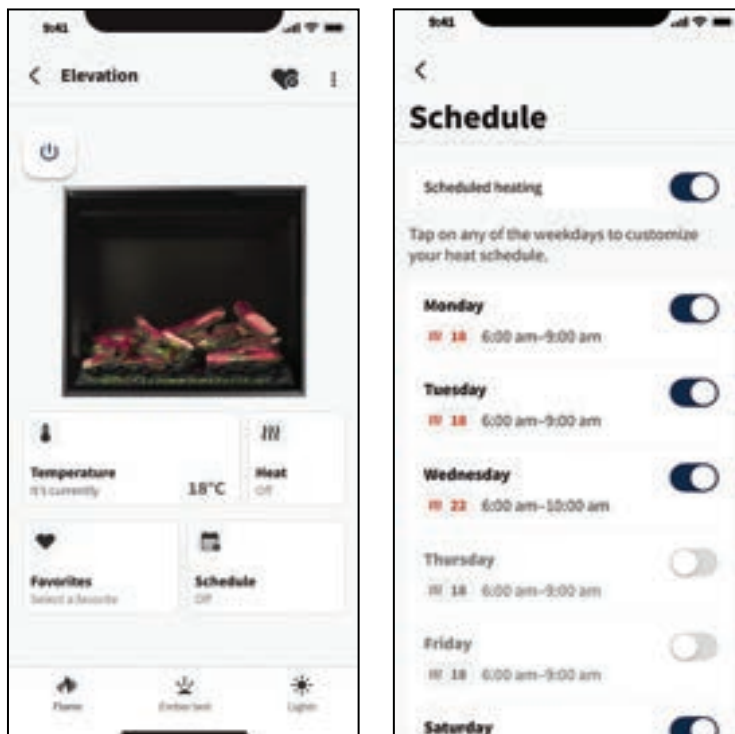 9:41
Elevation
Temperature
It's currently
18°C
Heat
Off
Favorites
Select a favorite
Schedule
Off
Flame
Ember bed
Lights
9:41
Schedule
Scheduled heating
Tap on any of the weekdays to customize
your heat schedule.
Monday
18 6:00 am–9:00 am
Tuesday
18 6:00 am–9:00 am
Wednesday
22 6:00 am–10:00 am
Thursday
18 6:00 am–9:00 am
Friday
18 6:00 am–9:00 am
Saturday